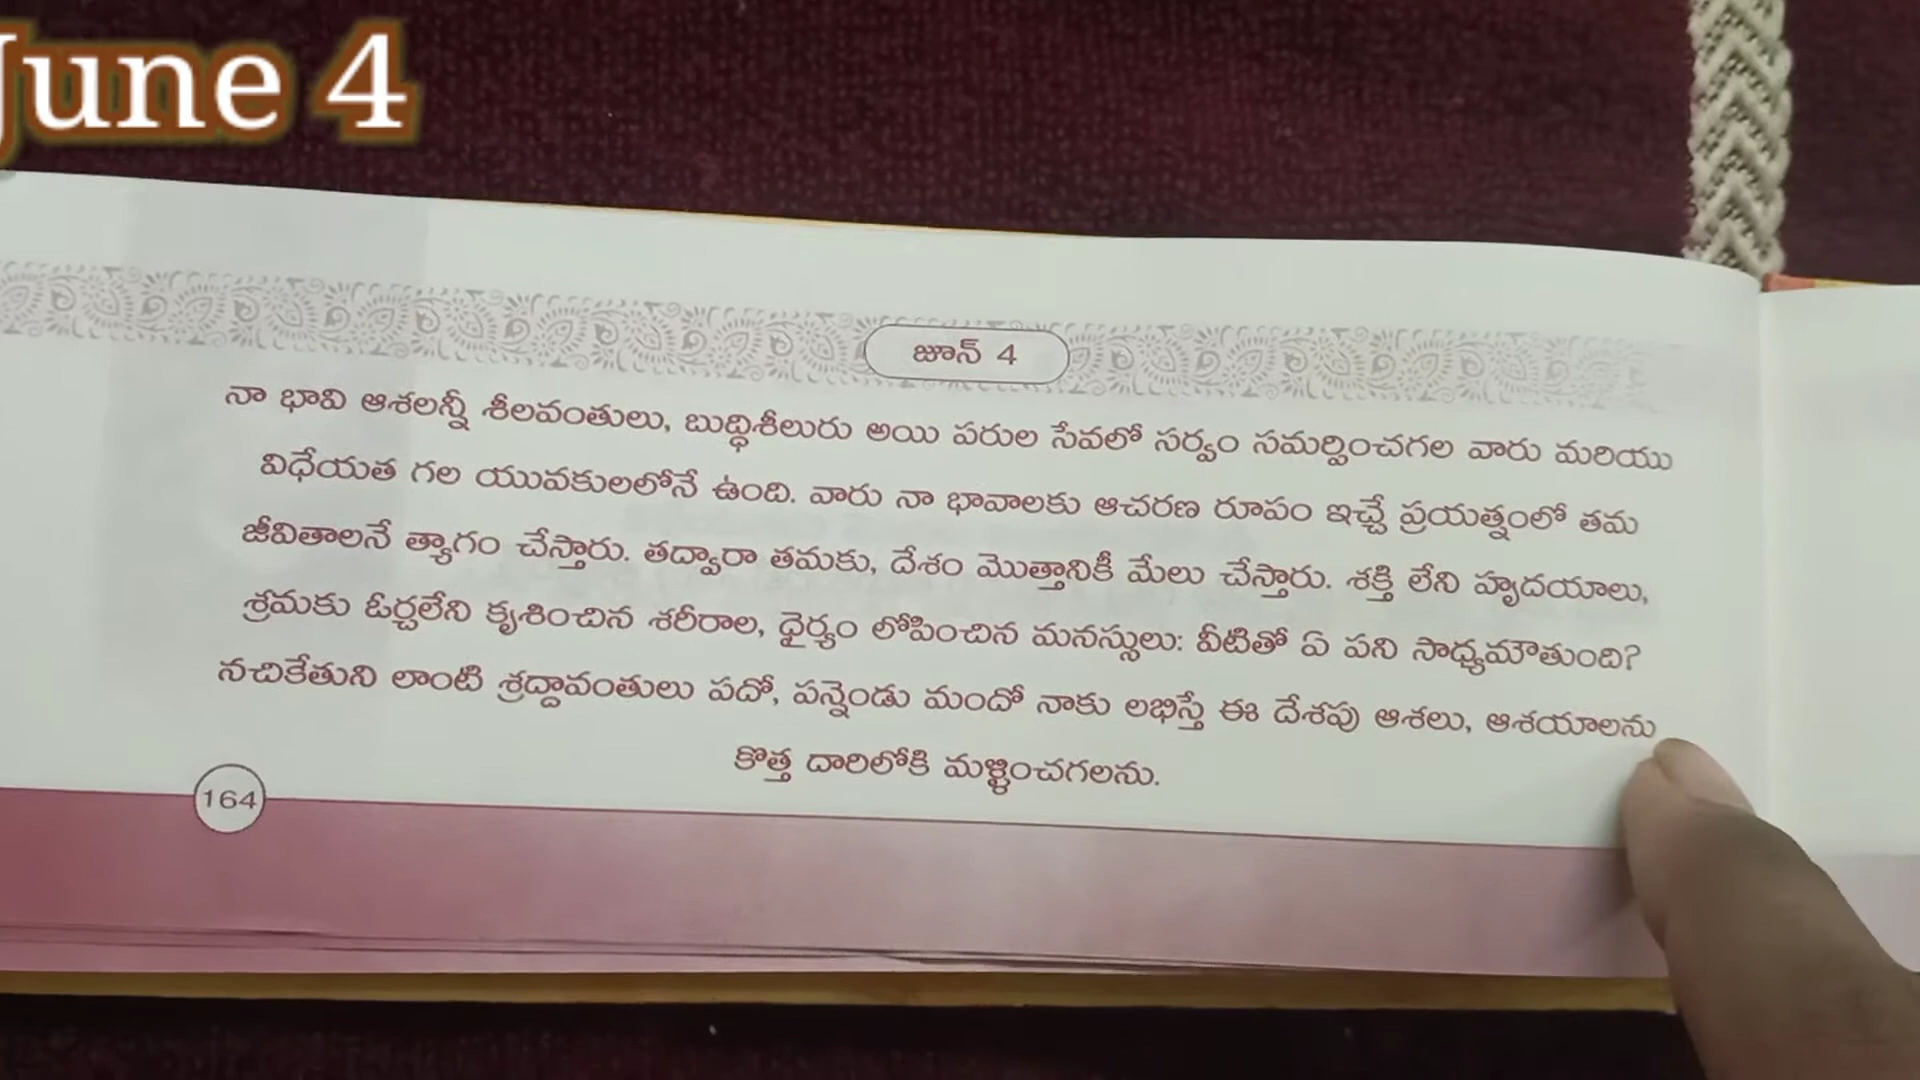 June 4
జూన్ 4
నా భావి ఆశలన్నీ శీలవంతులు, బుద్ధిశీలురు అయి పరుల సేవలో సర్వం సమర్పించగల వారు మరియు
విధేయత గల యువకులలోనే ఉంది. వారు నా భావాలకు ఆచరణ రూపం ఇచ్చే ప్రయత్నంలో తమ
జీవితాలనే త్యాగం చేస్తారు. తద్వారా తమకు, దేశం మొత్తానికీ మేలు చేస్తారు. శక్తి లేని హృదయాలు,
శ్రమకు ఓర్చలేని కృశించిన శరీరాల, ధైర్యం లోపించిన మనస్సులు: వీటితో ఏ పని సాధ్యమౌతుంది?
నచికేతుని లాంటి శ్రద్దావంతులు పదో, పన్నెండు మందో నాకు లభిస్తే ఈ దేశపు ఆశలు, ఆశయాలను
కొత్త దారిలోకి మళ్ళించగలను.
164